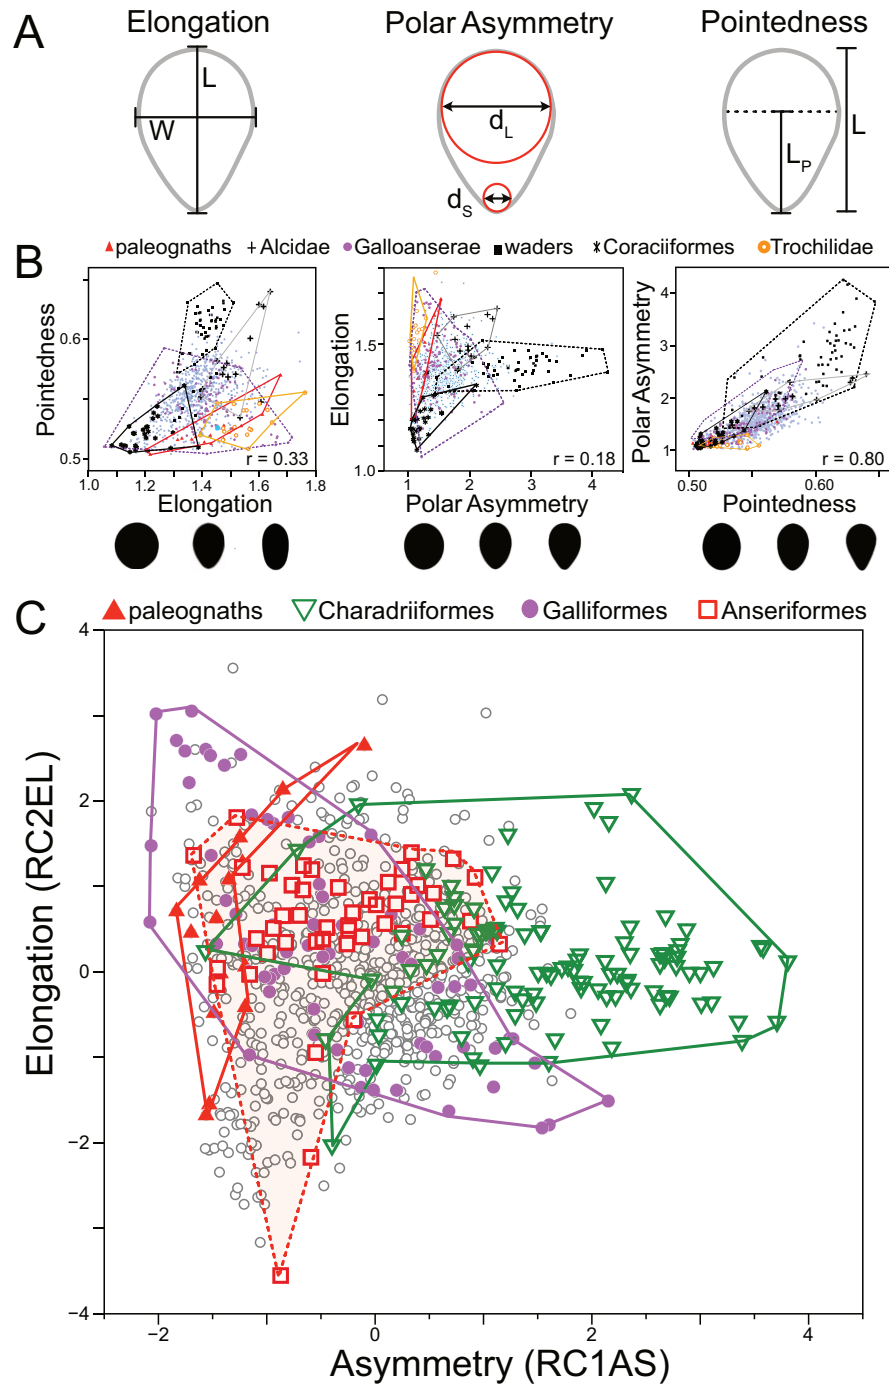 A
Elongation Polar Asymmetry Pointedness
L
W
dL
dS
LP
L
B
paleognaths Alcidae Galloanserae waders Coraciiformes Trochilidae
Pointedness
0.6
0.5
1.0 1.2 1.4 1.6 1.8
r = 0.33
Elongation
Elongation
1.5
1.0
1 2 3 4
r = 0.18
Polar Asymmetry
Polar Asymmetry
4
3
2
1
0.50 0.60
r = 0.80
Pointedness
C
paleognaths Charadriiformes Galliformes Anseriformes
Elongation (RC2EL)
4
2
0
−2
−4
−2 0 2 4
Asymmetry (RC1AS)